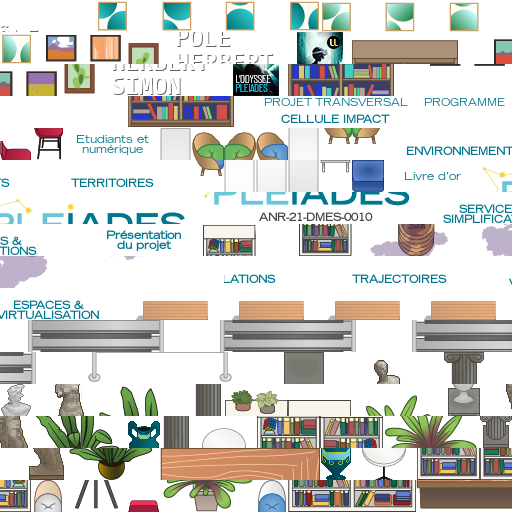 POLE
HERBERT
SIMON
L'ODYSSÉE
PLEIADES
PROJET TRANSVERSAL
PROGRAMME
CELLULE IMPACT
Etudiants et
numérique
ENVIRONNEMENT
Livre d'or
TERRITOIRES
PLEIADES
ANR-21-DMES-0010
SERVICE
SIMPLIFICA
Présentation
du projet
S &
TIONS
LATIONS
TRAJECTOIRES
ESPACES &
VIRTUALISATION